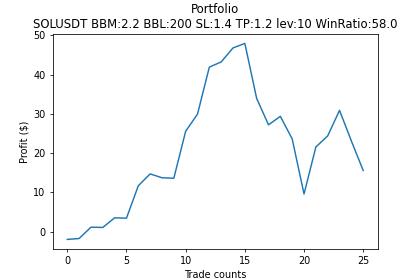 Portfolio
SOLUSDT BBM:2.2 BBL:200 SL:1.4 TP:1.2 lev:10 WinRatio:58.0
50
40
30
20
10
0
Profit ($)
0 5 10 15 20 25
Trade counts